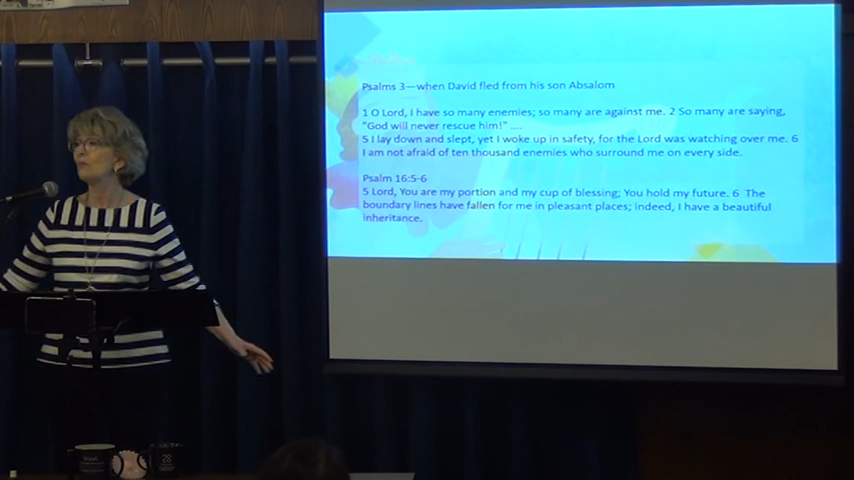 Psalms 3—when David fled from his son Absalom
1 O Lord, I have so many enemies; so many are against me. 2 So many are saying,
"God will never rescue him!" ....
5 I lay down and slept, yet I woke up in safety, for the Lord was watching over me. 6
I am not afraid of ten thousand enemies who surround me on every side.
Psalm 16:5-6
5 Lord, You are my portion and my cup of blessing; You hold my future. 6 The
boundary lines have fallen for me in pleasant places; indeed, I have a beautiful
inheritance.